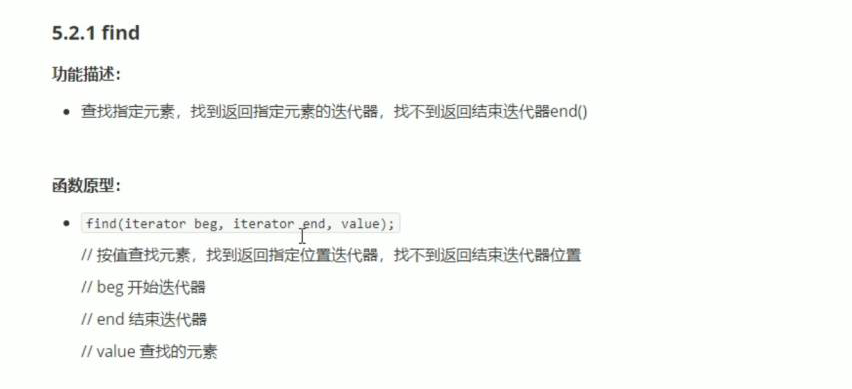 5.2.1 find
功能描述：
• 查找指定元素，找到返回指定元素的迭代器，找不到返回结束迭代器end()
函数原型：
• find(iterator beg, iterator end, value);
// 按值查找元素，找到返回指定位置迭代器，找不到返回结束迭代器位置
// beg 开始迭代器
// end 结束迭代器
// value 查找的元素